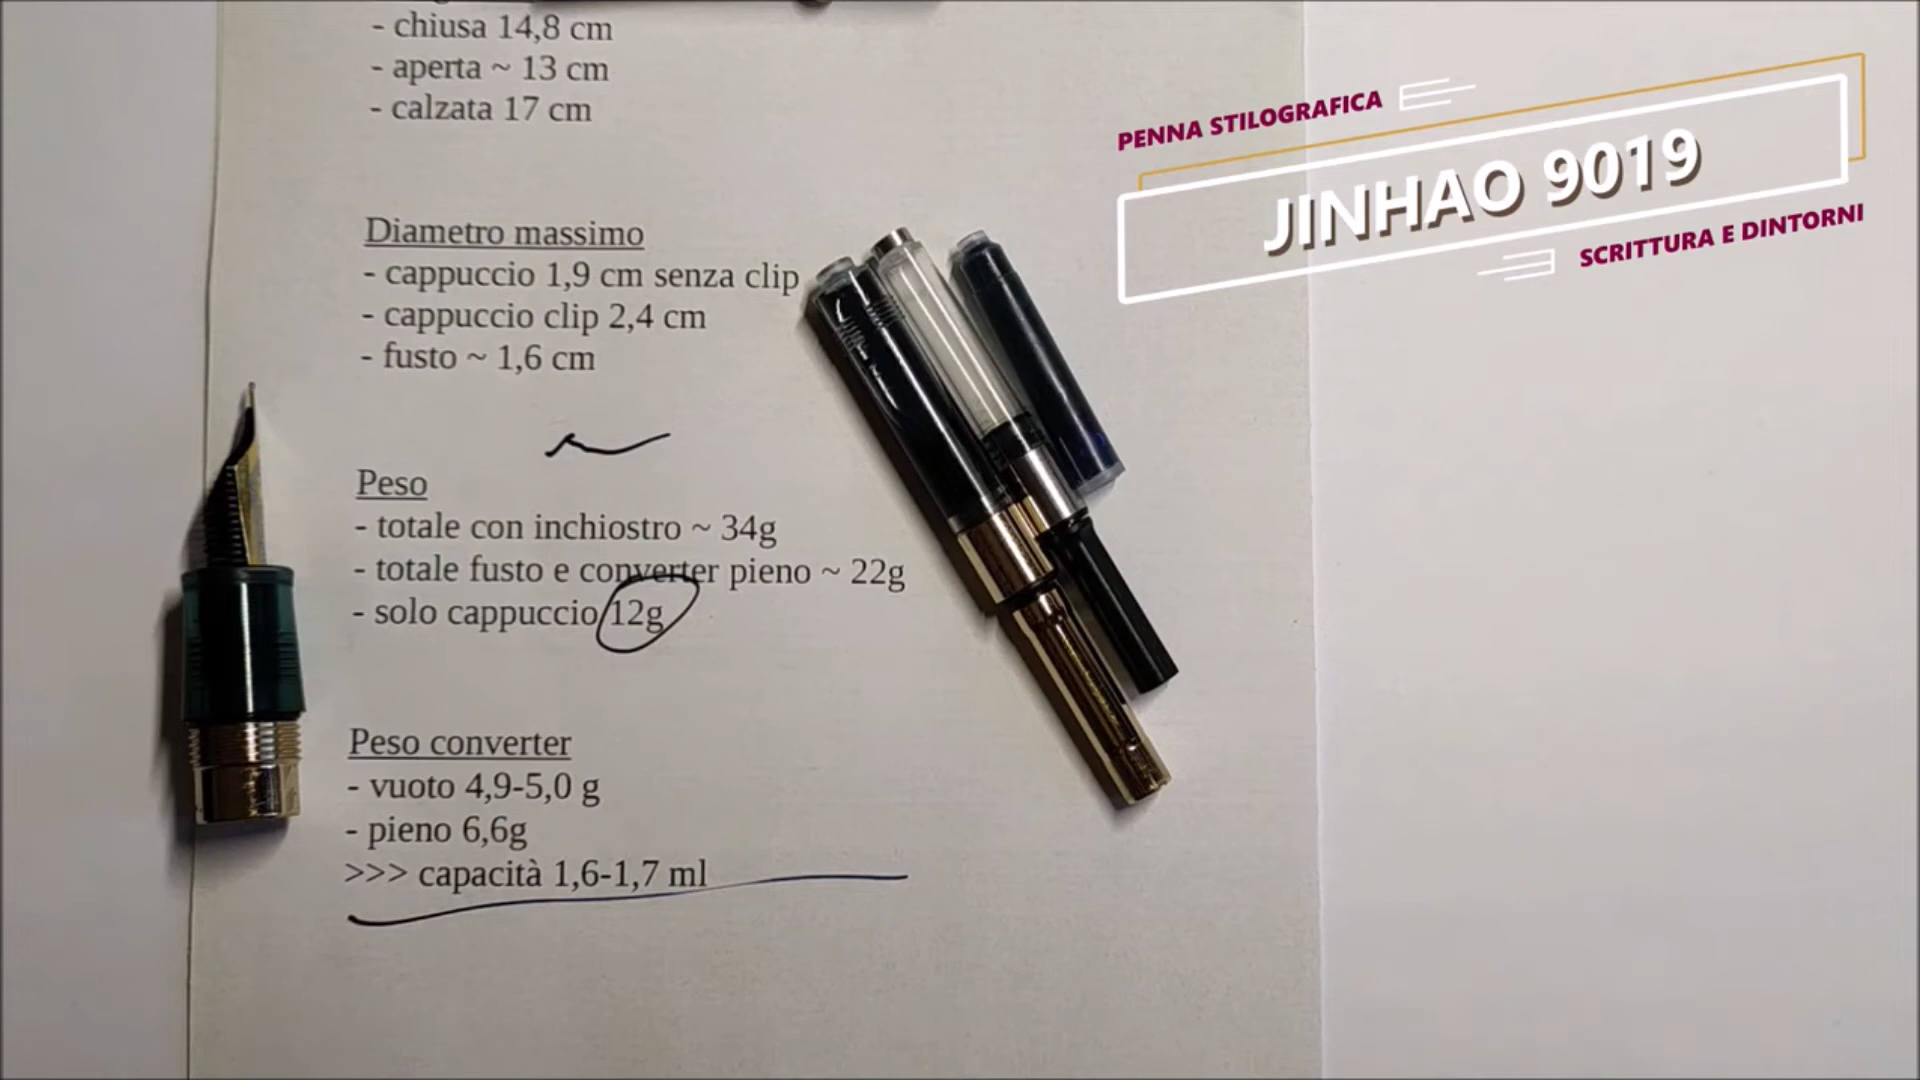 - chiusa 14,8 cm
- aperta ~ 13 cm
- calzata 17 cm
Diametro massimo
- cappuccio 1,9 cm senza clip
- cappuccio clip 2,4 cm
- fusto ~ 1,6 cm
Peso
- totale con inchiostro ~ 34g
- totale fusto e converter pieno ~ 22g
- solo cappuccio 12g
Peso converter
- vuoto 4,9-5,0 g
- pieno 6,6g
>>> capacità 1,6-1,7 ml
PENNA STILOGRAFICA
JINHAO 9019
SCRITTURA E DINTORNI